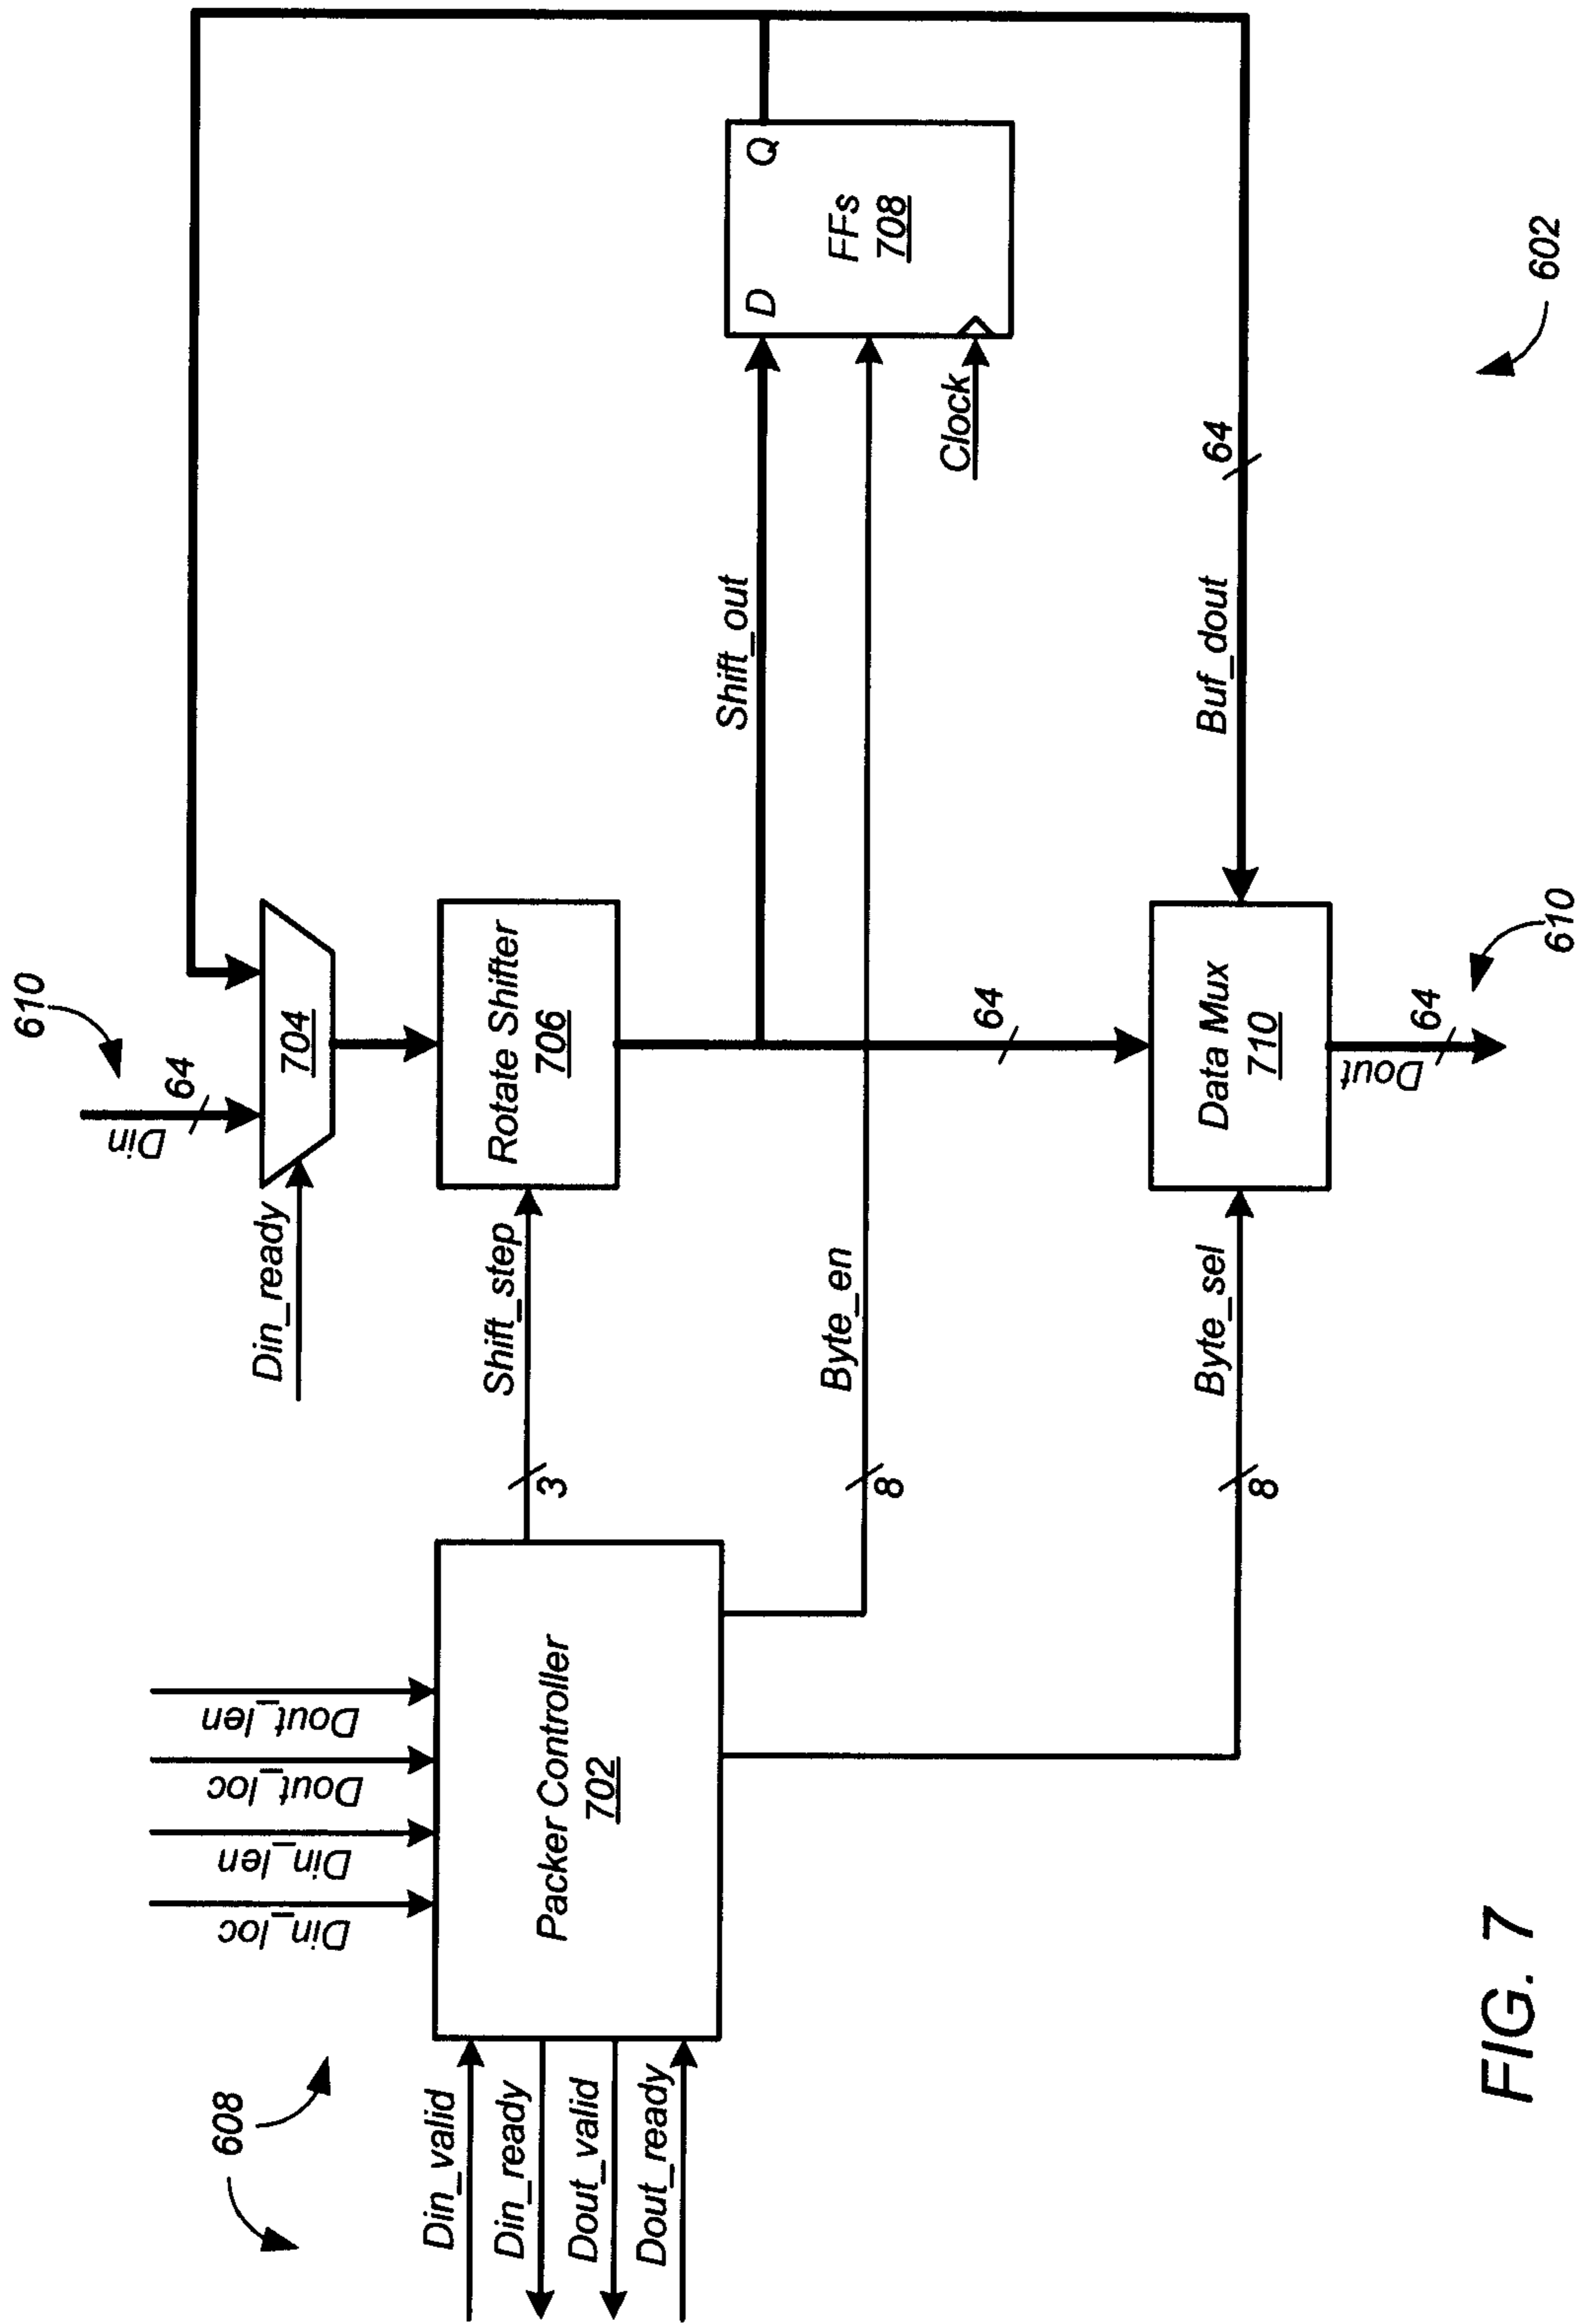 610
Din
64
704
Din_ready
Rotate Shifter
706
Shift_step
3
Dout_len
Dout_loc
Din_len
Din_loc
608
Din_valid
Din_ready
Dout_valid
Dout_ready
Packer Controller
702
Shift_out
D
Q
FFs
708
Clock
Byte_en
8
64
Buf_dout
64
Byte_sel
8
Data Mux
710
Dout
64
610
602
FIG. 7